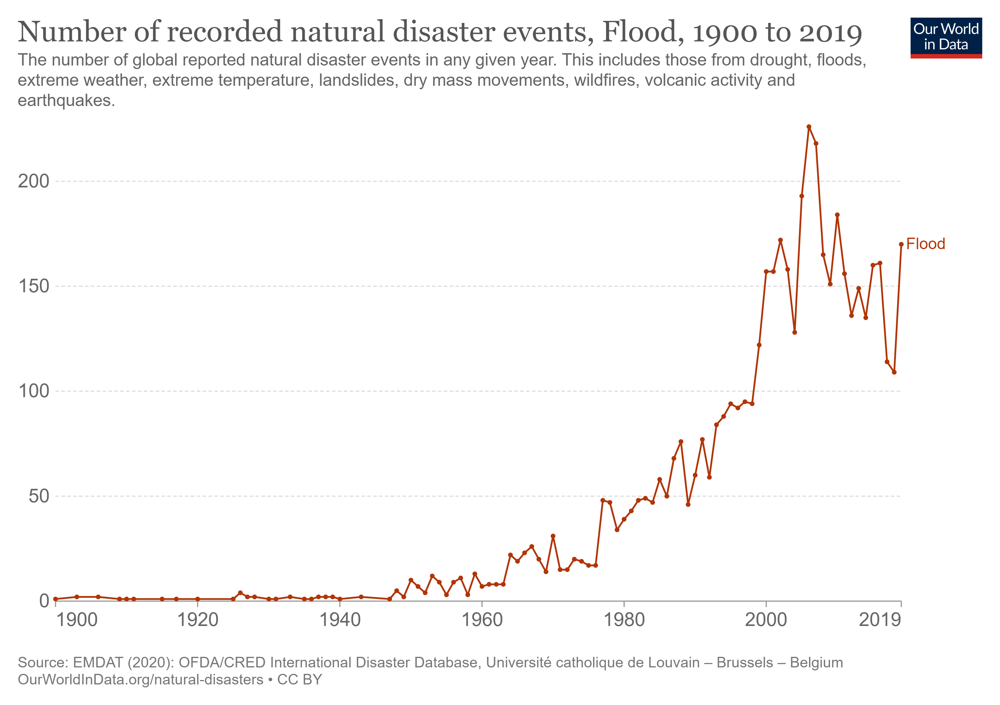 Number of recorded natural disaster events, Flood, 1900 to 2019
Our World
in Data
The number of global reported natural disaster events in any given year. This includes those from drought, floods,
extreme weather, extreme temperature, landslides, dry mass movements, wildfires, volcanic activity and
earthquakes.
200
150
100
50
0
Flood
1900 1920 1940 1960 1980 2000 2019
Source: EMDAT (2020): OFDA/CRED International Disaster Database, Université catholique de Louvain – Brussels – Belgium
OurWorldInData.org/natural-disasters • CC BY